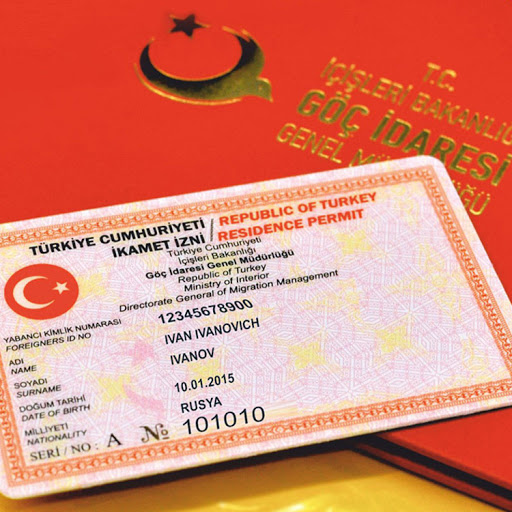 T.C.
İÇİŞLERİ BAKANLIĞI
GÖÇ İDARESİ
GENEL MÜDÜRLÜĞÜ
TÜRKİYE CUMHURİYETİ / REPUBLIC OF TURKEY
İKAMET İZNİ / RESIDENCE PERMIT
Türkiye Cumhuriyeti
İçişleri Bakanlığı
Göç İdaresi Genel Müdürlüğü
Republic of Turkey
Ministry of Interior
Directorate General of Migration Management
YABANCI KİMLİK NUMARASI 12345678900
FOREIGNERS ID NO
ADI IVAN IVANOVICH
NAME
SOYADI IVANOV
SURNAME
DOĞUM TARİHİ 10.01.2015
DATE OF BIRTH
MİLLİYETİ RUSYA
NATIONALITY
SERİ / NO : A № 101010